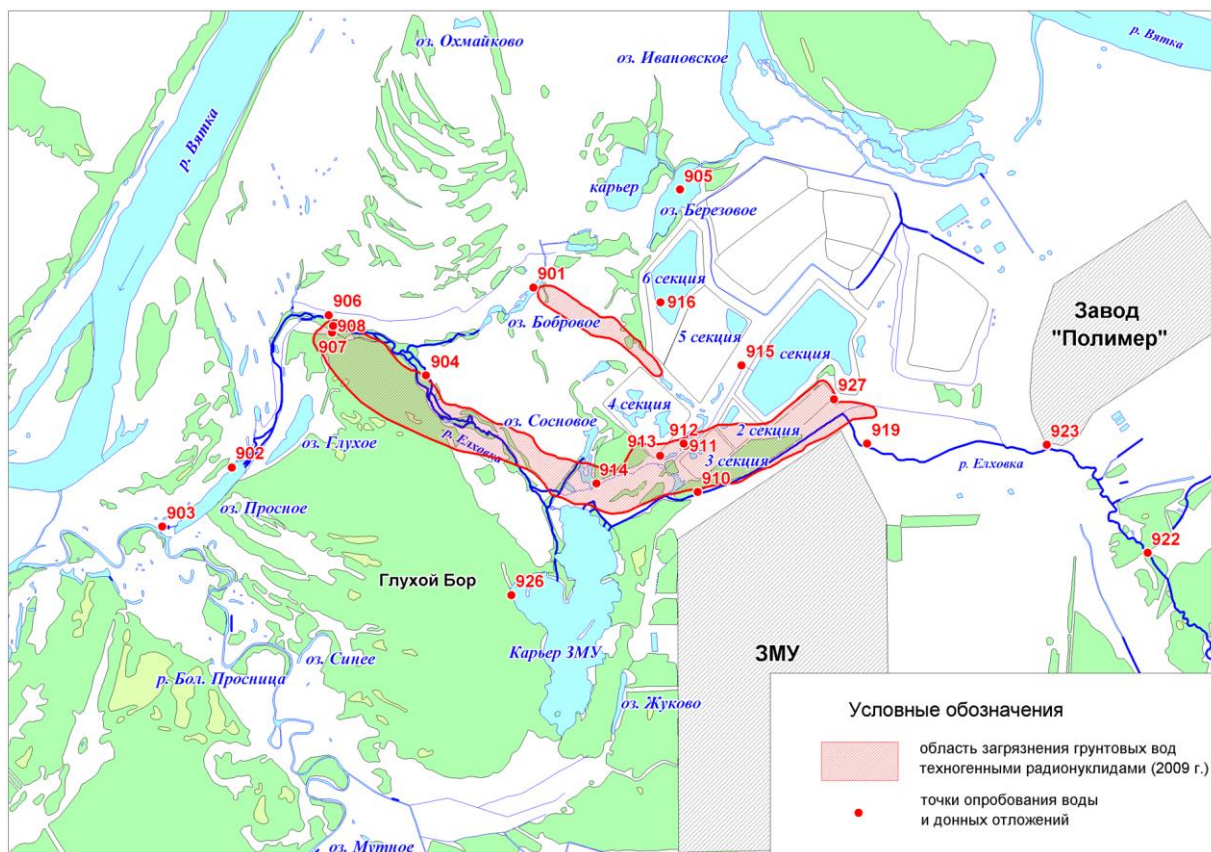 оз. Охмайково
р. Вятка
оз. Ивановское
р. Вятка
905
карьер
оз. Березовое
901
6 секция
916
906
908
907
оз. Бобровое
5 секция
915
секция
904
927
4 секция
оз. Сосновое
912
2 секция
913
911
919
923
р. Елховка
3 секция
р. Елховка
914
910
оз. Глухое
902
оз. Просное
903
922
Завод
"Полимер"
Глухой Бор
926
оз. Синее
Карьер ЗМУ
ЗМУ
р. Бол. Просница
оз. Жуково
оз. Мутное
Условные обозначения
область загрязнения грунтовых вод
техногенными радионуклидами (2009 г.)
точки опробования воды
и донных отложений